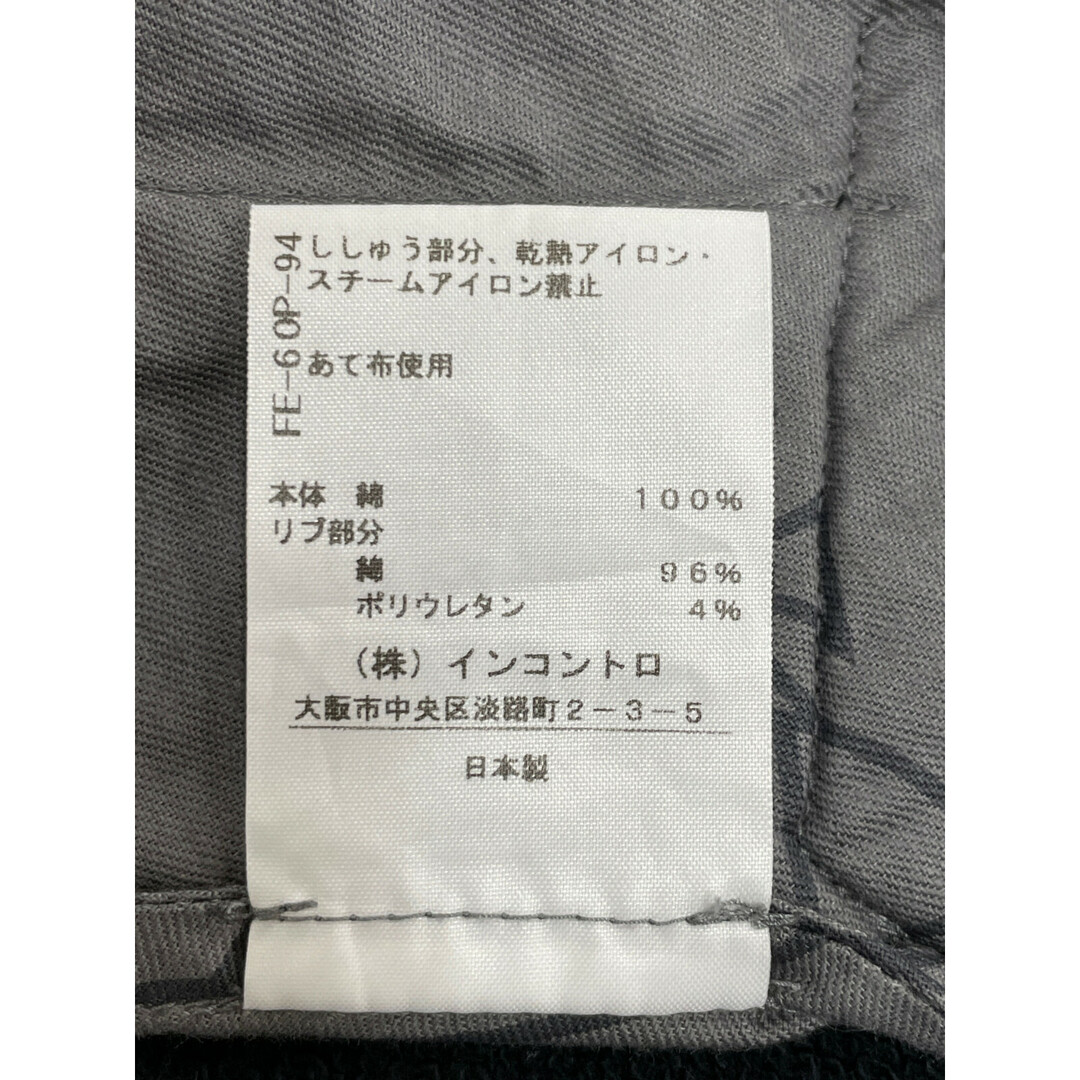 FE-60P-94
ししゅう部分、乾熱アイロン・
スチームアイロン禁止
あて布使用
本体　綿　１００％
リブ部分
綿　９６％
ポリウレタン　４％
（株）インコントロ
大阪市中央区淡路町２－３－５
日本製